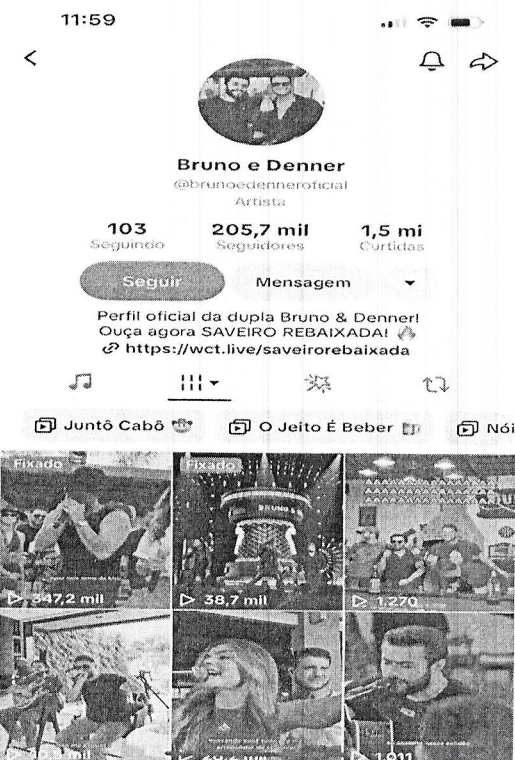 11:59
Bruno e Denner
@brunoedenneroficial
Artista
103 205,7 mil 1,5 mi
Seguindo Seguidores Curtidas
Seguir Mensagem
Perfil oficial da dupla Bruno & Denner!
Ouça agora SAVEIRO REBAIXADA! 🔥
https://wct.live/saveirorebaixada
Juntô Cabô O Jeito É Beber Nói
Fixado Fixado
BRUNO &
347,2 mil 38,7 mil 1.270
1.011